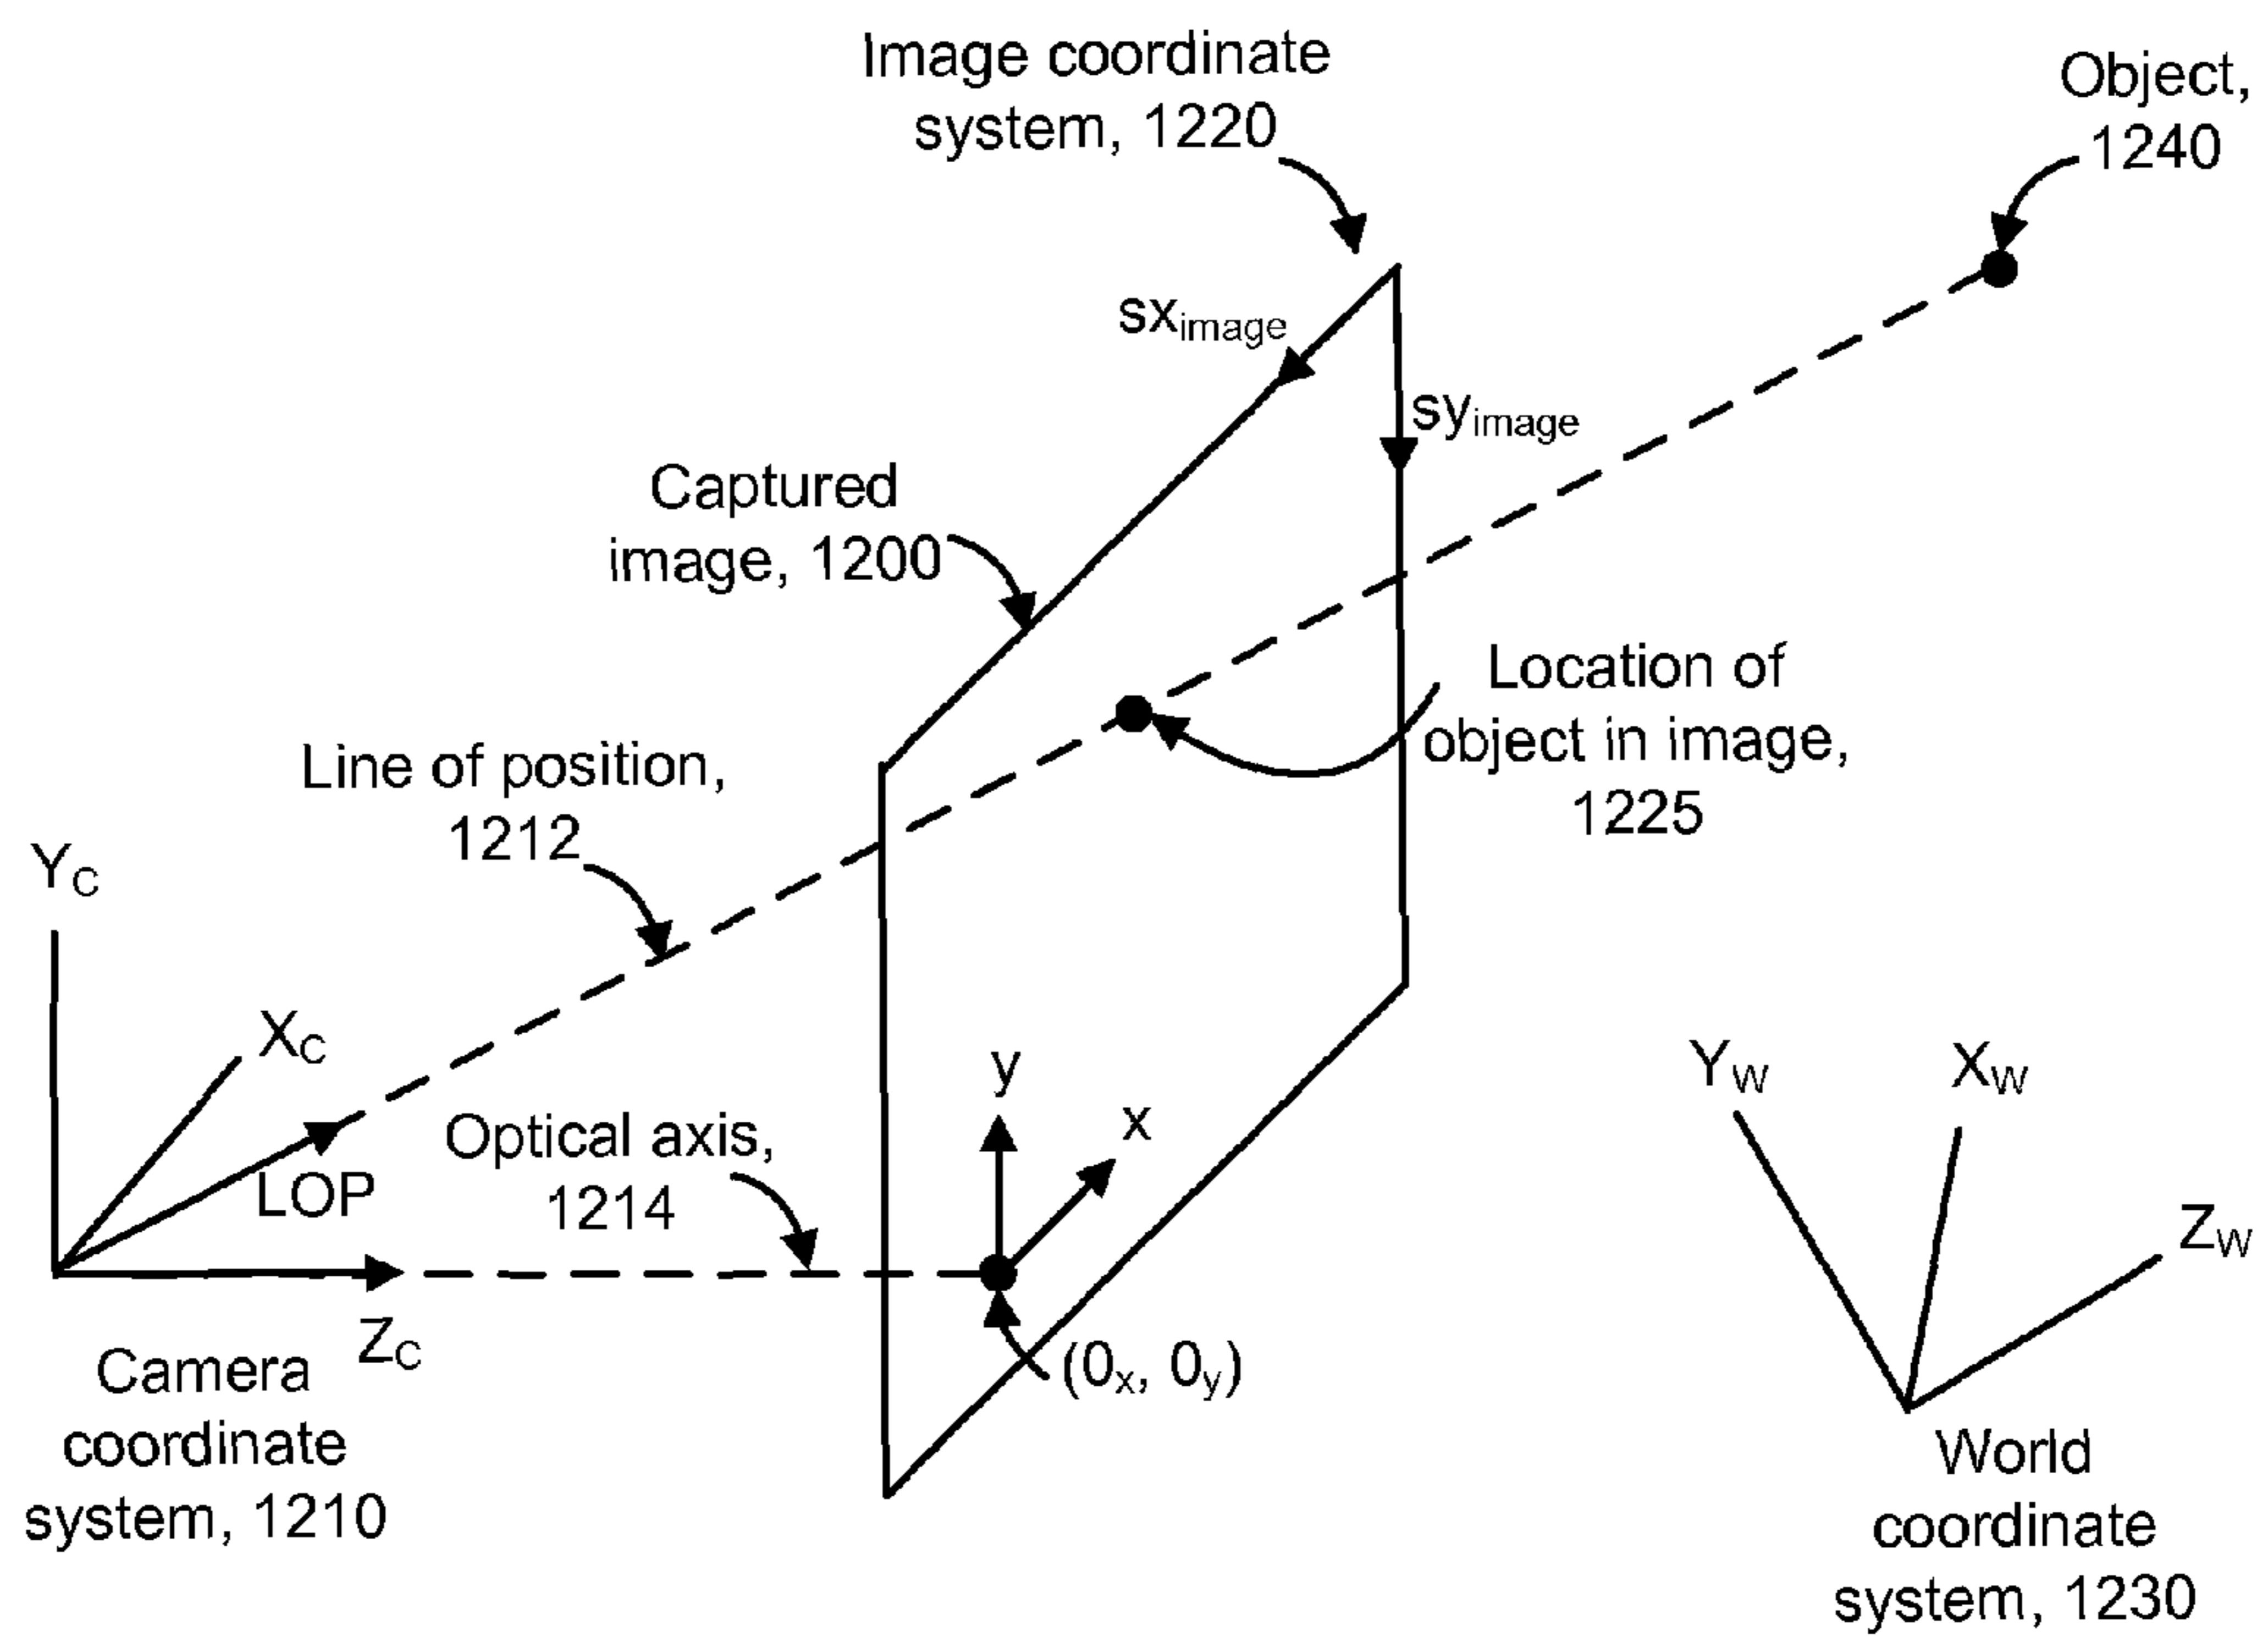 Image coordinate
system, 1220
Object,
1240
sx_image
sy_image
Captured
image, 1200
Location of
object in image,
1225
Line of position,
1212
Y_C
X_C
LOP
Optical axis,
1214
y
x
Z_C
(0_x, 0_y)
Camera
coordinate
system, 1210
Y_W
X_W
Z_W
World
coordinate
system, 1230